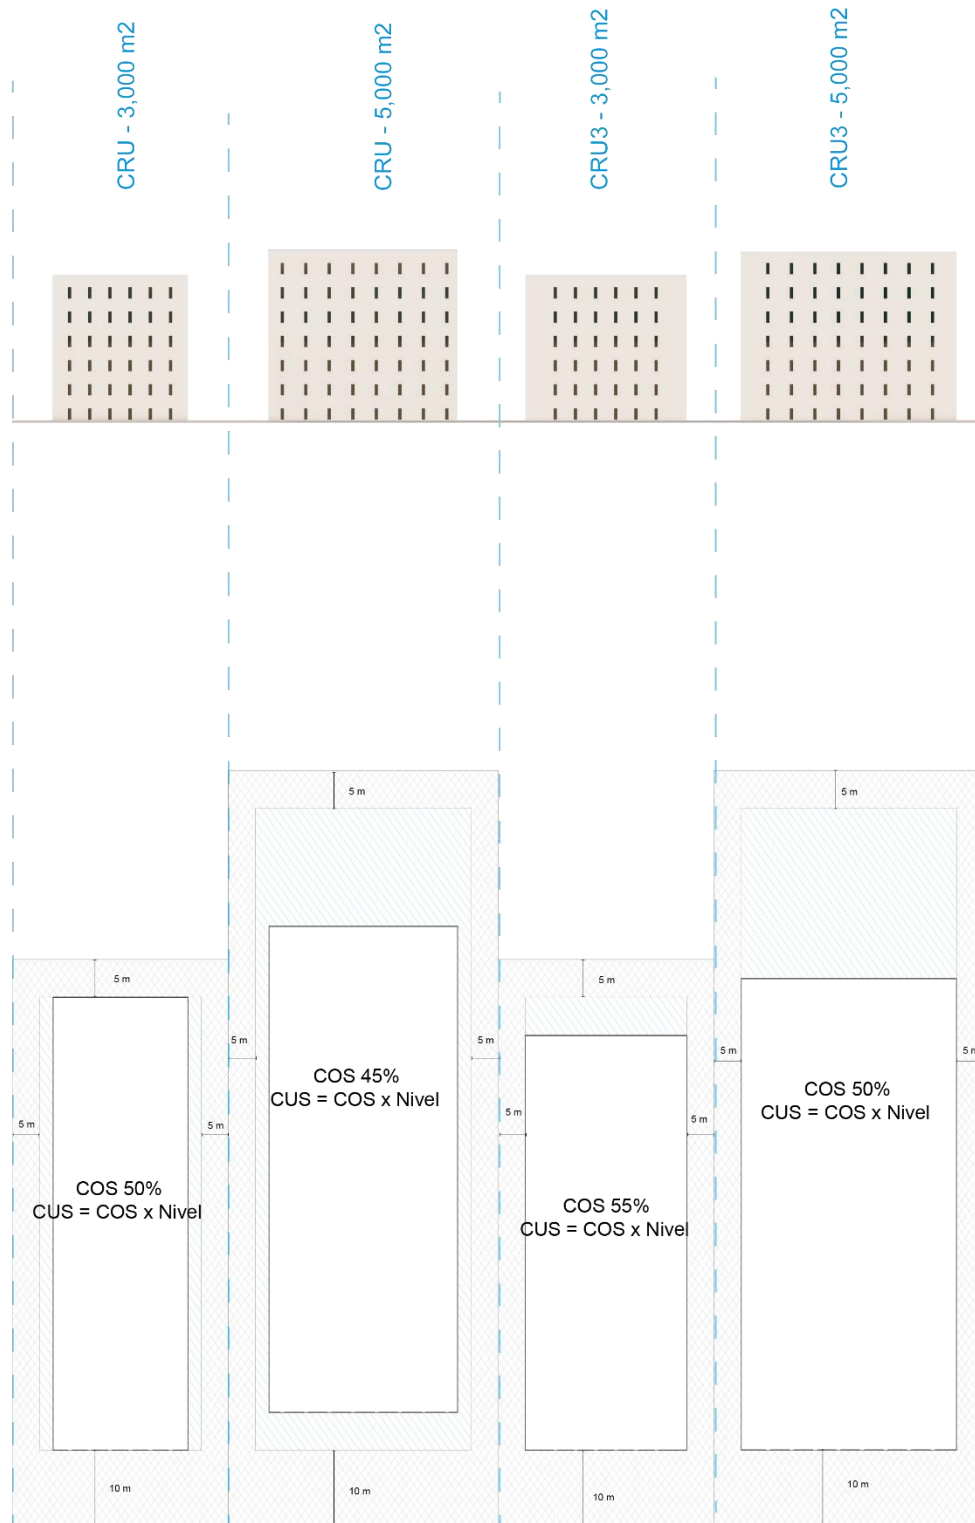 CRU - 3,000 m2
CRU - 5,000 m2
CRU3 - 3,000 m2
CRU3 - 5,000 m2
5 m
5 m
5 m
COS 50%
CUS = COS x Nivel
10 m
5 m
5 m
5 m
COS 45%
CUS = COS x Nivel
10 m
5 m
5 m
5 m
COS 55%
CUS = COS x Nivel
10 m
5 m
5 m
5 m
COS 50%
CUS = COS x Nivel
10 m